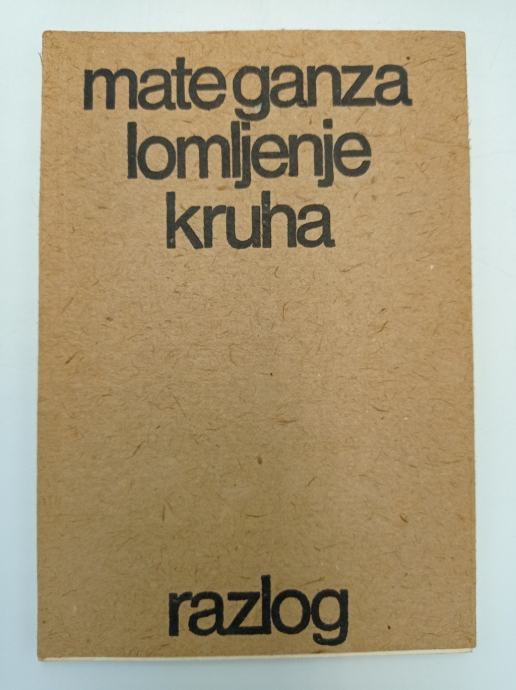 mate ganza
lomljenje
kruha
razlog